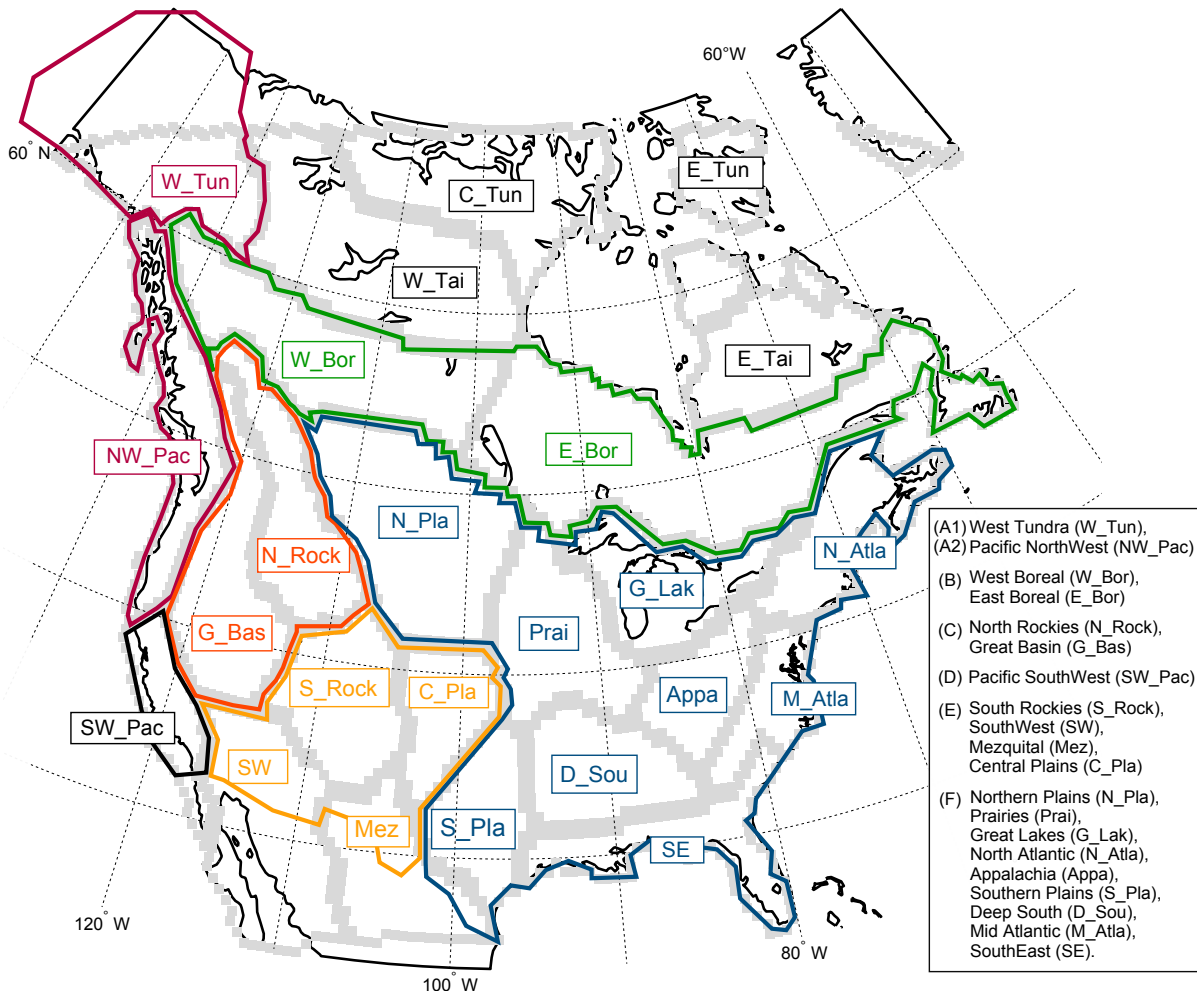 60°W
60° N
W_Tun
E_Tun
C_Tun
W_Tai
W_Bor
E_Tai
NW_Pac
E_Bor
N_Pla
N_Rock
N_Atla
G_Lak
G_Bas
Prai
S_Rock
C_Pla
Appa
M_Atla
SW_Pac
SW
D_Sou
Mez
S_Pla
SE
120° W
100° W
80° W
(A1) West Tundra (W_Tun),
(A2) Pacific NorthWest (NW_Pac)
(B) West Boreal (W_Bor),
East Boreal (E_Bor)
(C) North Rockies (N_Rock),
Great Basin (G_Bas)
(D) Pacific SouthWest (SW_Pac)
(E) South Rockies (S_Rock),
SouthWest (SW),
Mezquital (Mez),
Central Plains (C_Pla)
(F) Northern Plains (N_Pla),
Prairies (Prai),
Great Lakes (G_Lak),
North Atlantic (N_Atla),
Appalachia (Appa),
Southern Plains (S_Pla),
Deep South (D_Sou),
Mid Atlantic (M_Atla),
SouthEast (SE).